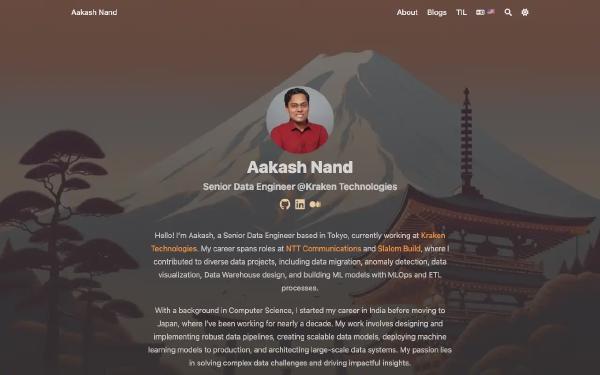 Aakash Nand
About Blogs TIL
Aakash Nand
Senior Data Engineer @Kraken Technologies
Hello! I'm Aakash, a Senior Data Engineer based in Tokyo, currently working at Kraken
Technologies. My career spans roles at NTT Communications and Slalom Build, where I
contributed to diverse data projects, including data migration, anomaly detection, data
visualization, Data Warehouse design, and building ML models with MLOps and ETL
processes.
With a background in Computer Science, I started my career in India before moving to
Japan, where I've been working for nearly a decade. My work involves designing and
implementing robust data pipelines, creating scalable data models, deploying machine
learning models to production, and architecting large-scale data systems. My passion lies
in solving complex data challenges and driving impactful insights.